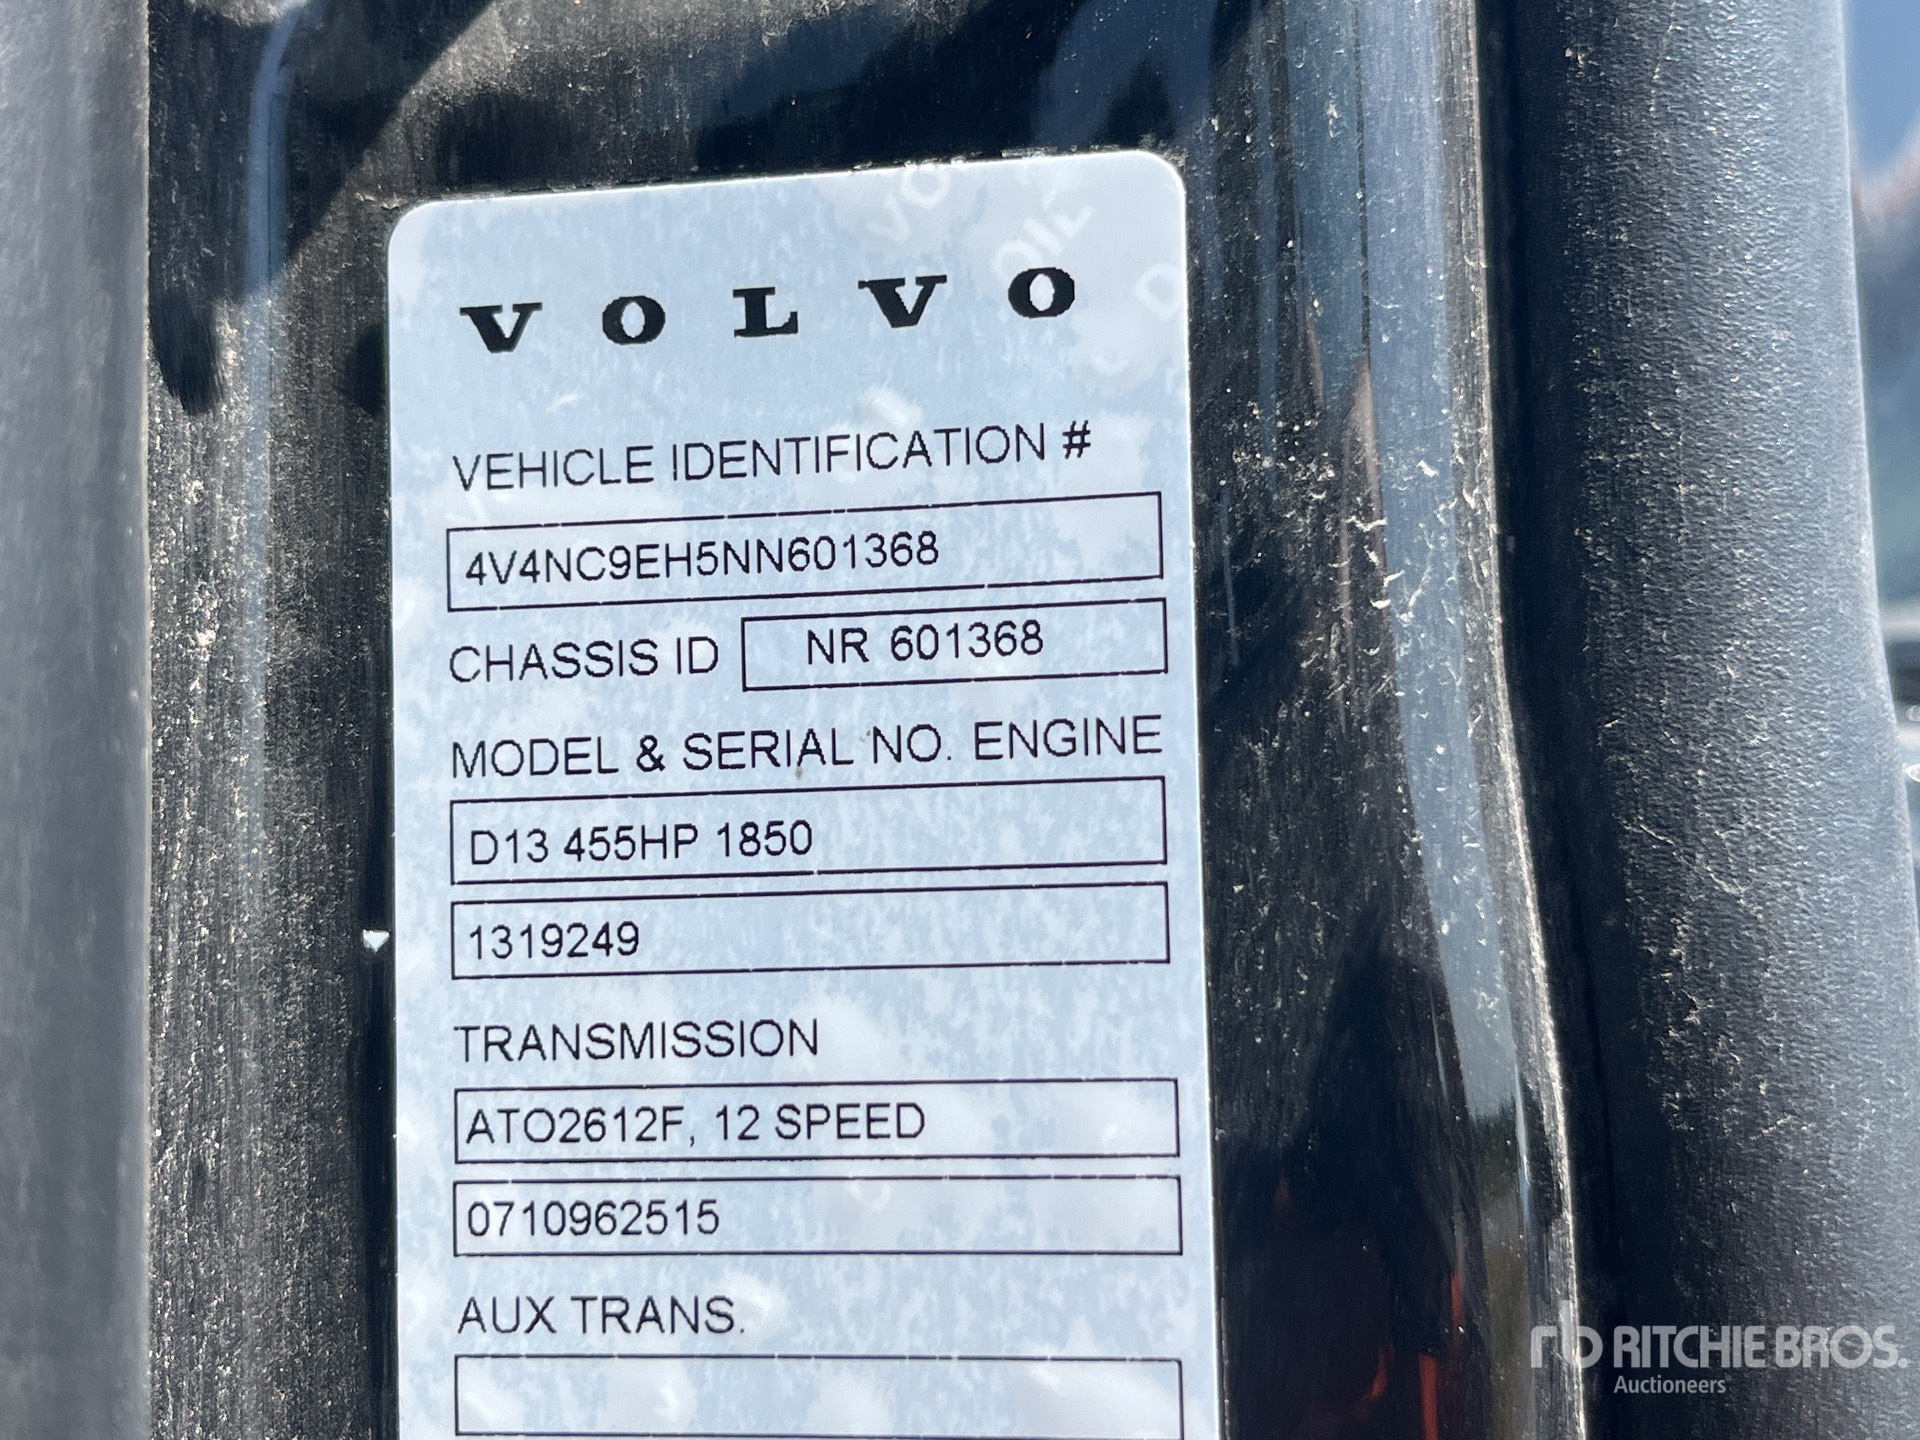 VOLVO
VEHICLE IDENTIFICATION #
4V4NC9EH5NN601368
CHASSIS ID NR 601368
MODEL & SERIAL NO. ENGINE
D13 455HP 1850
1319249
TRANSMISSION
ATO2612F, 12 SPEED
0710962515
AUX TRANS.
rb RITCHIE BROS.
Auctioneers